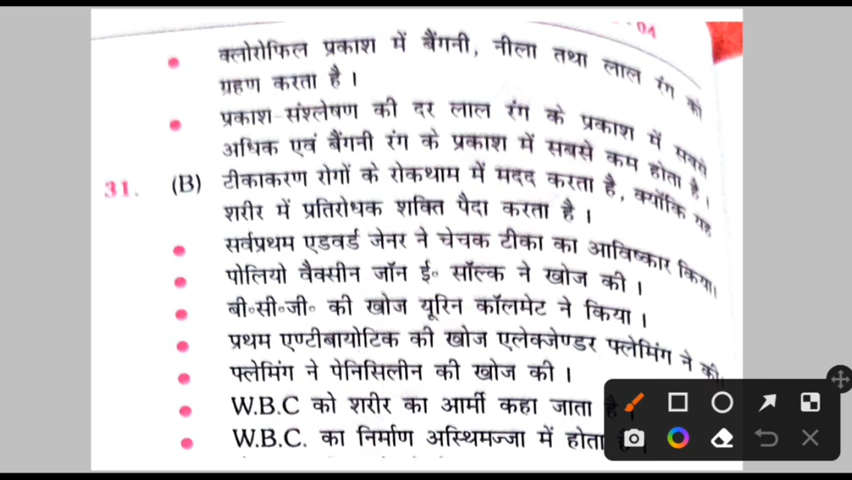 04
क्लोरोफिल प्रकाश में बैंगनी, नीला तथा लाल रंग को
ग्रहण करता है ।
प्रकाश-संश्लेषण की दर लाल रंग के प्रकाश में सबसे
अधिक एवं बैंगनी रंग के प्रकाश में सबसे कम होता है ।
31. (B) टीकाकरण रोगों के रोकथाम में मदद करता है, क्योंकि यह
शरीर में प्रतिरोधक शक्ति पैदा करता है ।
सर्वप्रथम एडवर्ड जेनर ने चेचक टीका का आविष्कार किया।
पोलियो वैक्सीन जॉन ई॰ सॉल्क ने खोज की ।
बी॰सी॰जी॰ की खोज यूरिन कॉलमेट ने किया ।
प्रथम एण्टीबायोटिक की खोज एलेक्जेण्डर फ्लेमिंग ने की।
फ्लेमिंग ने पेनिसिलीन की खोज की ।
W.B.C को शरीर का आर्मी कहा जाता है ।
W.B.C. का निर्माण अस्थिमज्जा में होता है ।